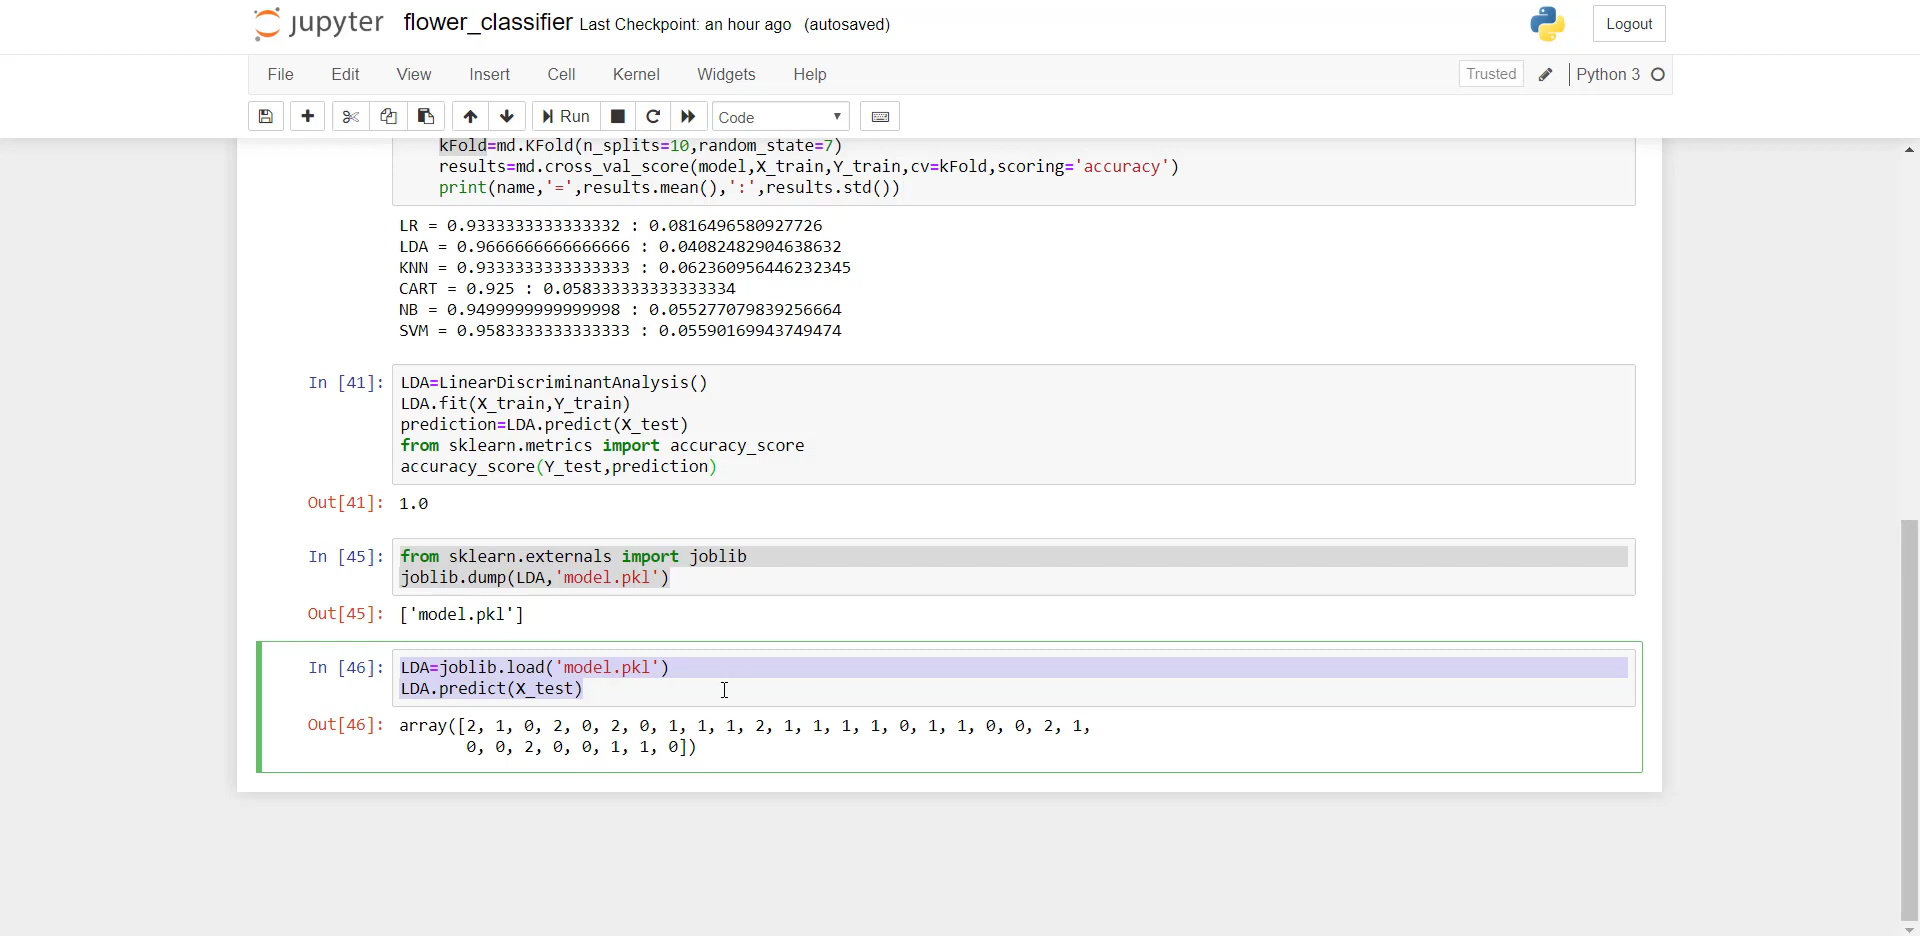 jupyter flower_classifier Last Checkpoint: an hour ago (autosaved) Logout
File Edit View Insert Cell Kernel Widgets Help Trusted Python 3
Run Code
kFold=md.KFold(n_splits=10,random_state=7)
results=md.cross_val_score(model,X_train,Y_train,cv=kFold,scoring='accuracy')
print(name,'=',results.mean(),':',results.std())
LR = 0.9333333333333332 : 0.0816496580927726
LDA = 0.9666666666666666 : 0.04082482904638632
KNN = 0.9333333333333333 : 0.062360956446232345
CART = 0.925 : 0.058333333333333334
NB = 0.9499999999999998 : 0.055277079839256664
SVM = 0.9583333333333333 : 0.05590169943749474
In [41]: LDA=LinearDiscriminantAnalysis()
LDA.fit(X_train,Y_train)
prediction=LDA.predict(X_test)
from sklearn.metrics import accuracy_score
accuracy_score(Y_test,prediction)
Out[41]: 1.0
In [45]: from sklearn.externals import joblib
joblib.dump(LDA,'model.pkl')
Out[45]: ['model.pkl']
In [46]: LDA=joblib.load('model.pkl')
LDA.predict(X_test)
Out[46]: array([2, 1, 0, 2, 0, 2, 0, 1, 1, 1, 2, 1, 1, 1, 1, 0, 1, 1, 0, 0, 2, 1,
0, 0, 2, 0, 0, 1, 1, 0])